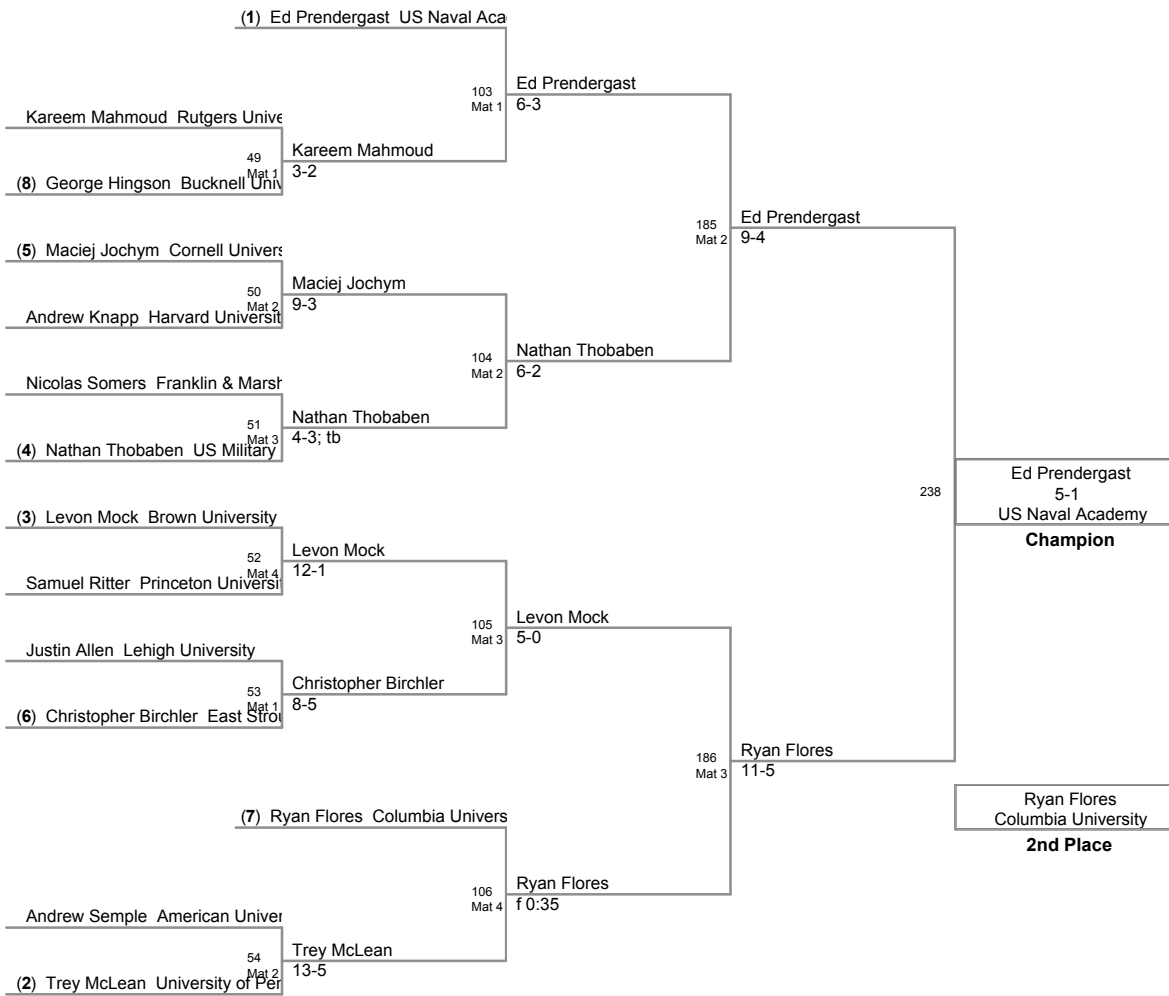 (1) Ed Prendergast US Naval Aca
103
Mat 1
Ed Prendergast
6-3
Kareem Mahmoud Rutgers Unive
49
Mat 1
Kareem Mahmoud
3-2
(8) George Hingson Bucknell Univ
185
Mat 2
Ed Prendergast
9-4
(5) Maciej Jochym Cornell Univers
50
Mat 2
Maciej Jochym
9-3
Andrew Knapp Harvard Universit
104
Mat 2
Nathan Thobaben
6-2
Nicolas Somers Franklin & Marsh
51
Mat 3
Nathan Thobaben
4-3; tb
(4) Nathan Thobaben US Military
238
Ed Prendergast
5-1
US Naval Academy
Champion
(3) Levon Mock Brown University
52
Mat 4
Levon Mock
12-1
Samuel Ritter Princeton Universi
105
Mat 3
Levon Mock
5-0
Justin Allen Lehigh University
53
Mat 1
Christopher Birchler
8-5
(6) Christopher Birchler East Strou
186
Mat 3
Ryan Flores
11-5
Ryan Flores
Columbia University
2nd Place
(7) Ryan Flores Columbia Univers
106
Mat 4
Ryan Flores
f 0:35
Andrew Semple American Univer
54
Mat 2
Trey McLean
13-5
(2) Trey McLean University of Pen